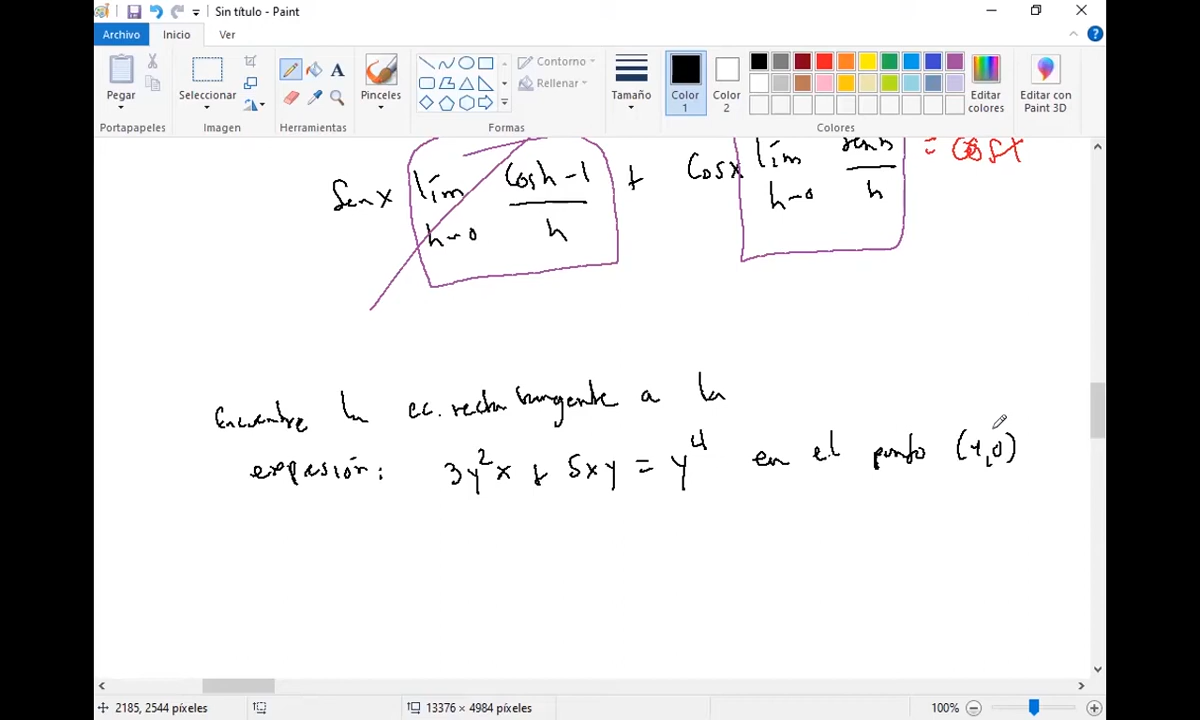 Sin título - Paint
Archivo Inicio Ver
Pegar
Seleccionar
Pinceles
Contorno
Rellenar
Tamaño
Color 1
Color 2
Editar colores
Editar con Paint 3D
Portapapeles Imagen Herramientas Formas Colores
Senx lím h→0 Cosh-1 / h + Cosx lím h→0 senh / h = Cosx
Encuentre la ec. recta tangente a la
expresión: 3y²x + 5xy = y⁴ en el punto (1,0)
2185, 2544 píxeles 13376 × 4984 píxeles 100%